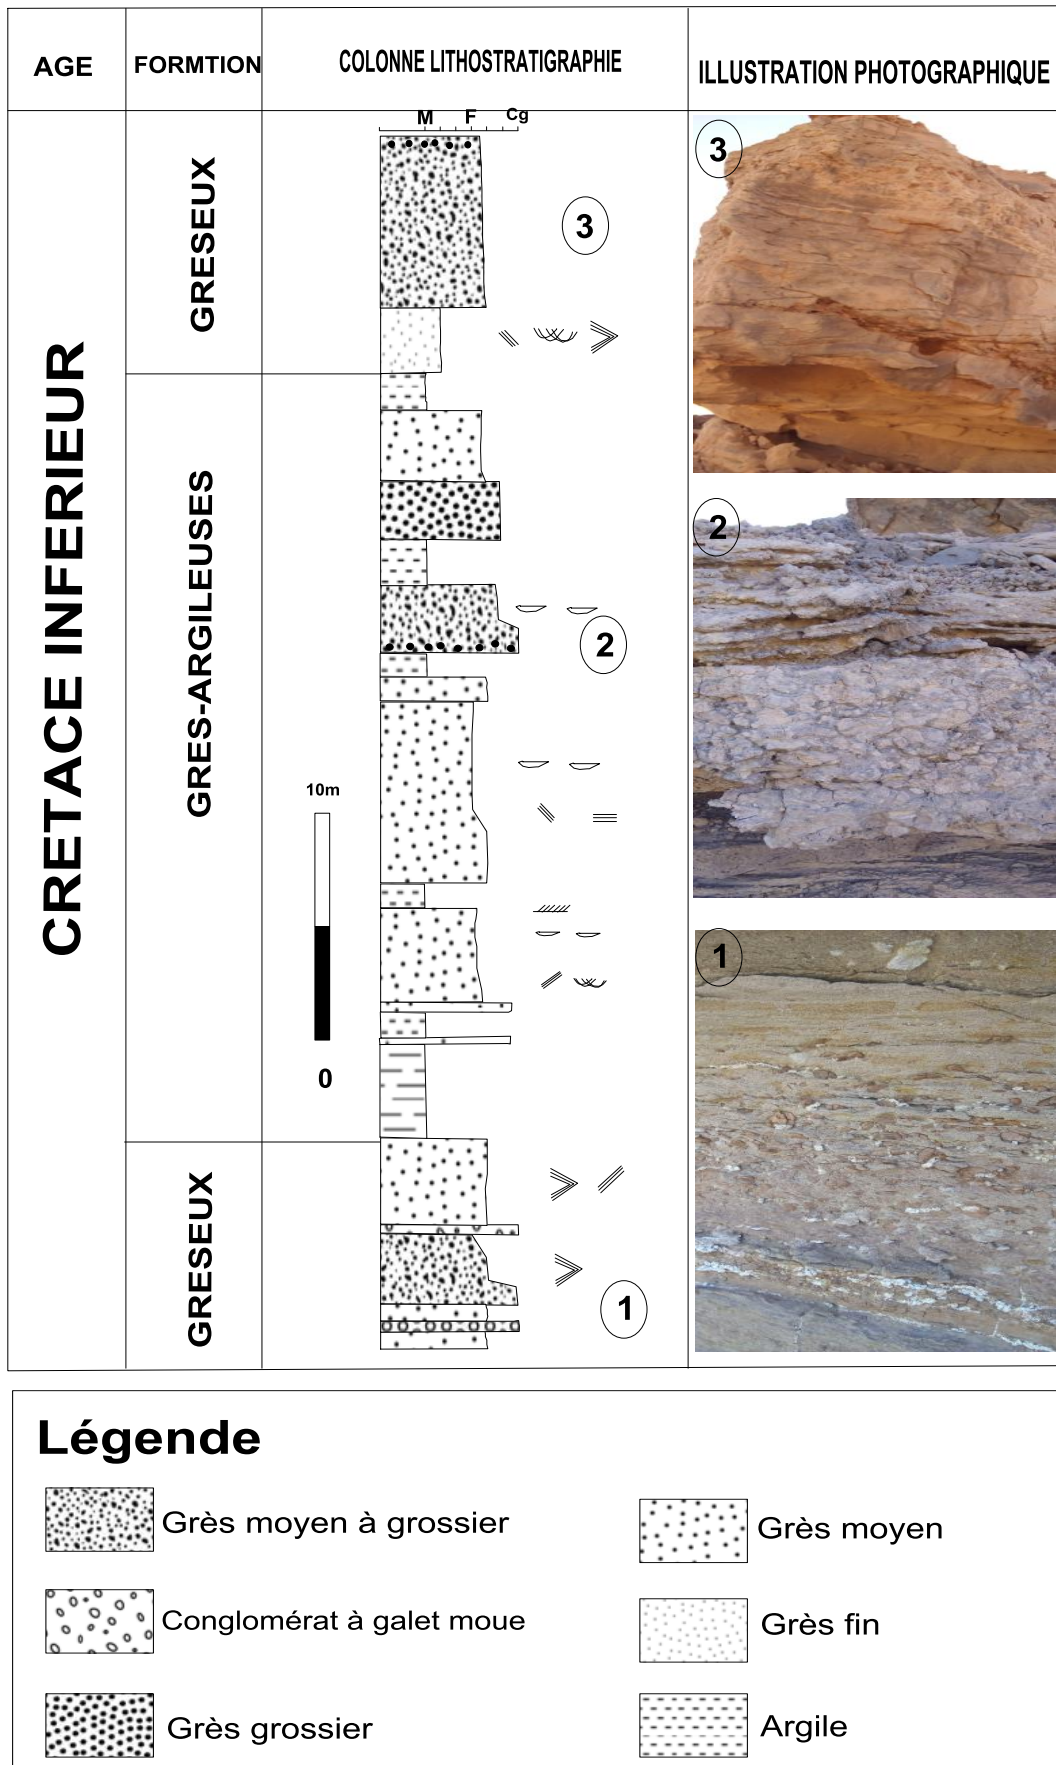 AGE
FORMTION
COLONNE LITHOSTRATIGRAPHIE
ILLUSTRATION PHOTOGRAPHIQUE
M F Cg
CRETACE INFERIEUR
GRESEUX
3
3
GRES-ARGILEUSES
2
2
10m
0
GRESEUX
1
1
Légende
Grès moyen à grossier
Grès moyen
Conglomérat à galet moue
Grès fin
Grès grossier
Argile